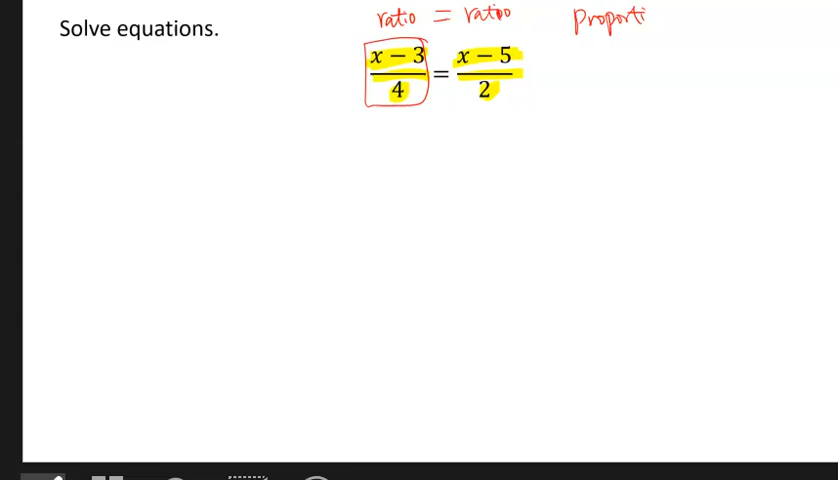 ratio = ratio proporti
Solve equations.
x − 3 / 4 = x − 5 / 2